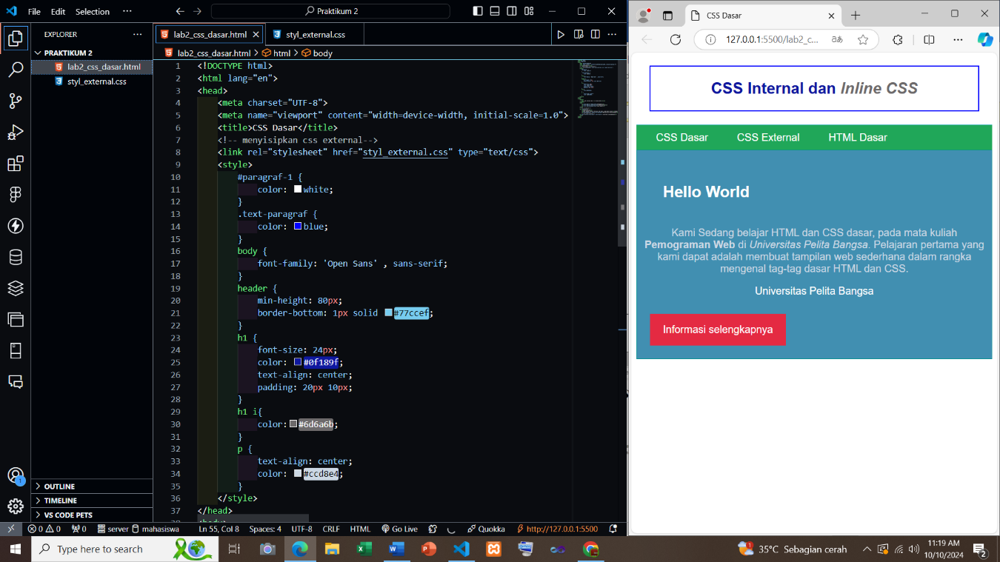 File Edit Selection ··· Praktikum 2
EXPLORER ···
PRAKTIKUM 2
lab2_css_dasar.html
styl_external.css
OUTLINE
TIMELINE
VS CODE PETS
lab2_css_dasar.html styl_external.css
lab2_css_dasar.html > html > body
1 <!DOCTYPE html>
2 <html lang="en">
3 <head>
4 <meta charset="UTF-8">
5 <meta name="viewport" content="width=device-width, initial-scale=1.0">
6 <title>CSS Dasar</title>
7 <!-- menyisipkan css external-->
8 <link rel="stylesheet" href="styl_external.css" type="text/css">
9 <style>
10 #paragraf-1 {
11 color: white;
12 }
13 .text-paragraf {
14 color: blue;
15 }
16 body {
17 font-family: 'Open Sans' , sans-serif;
18 }
19 header {
20 min-height: 80px;
21 border-bottom: 1px solid #77ccef;
22 }
23 h1 {
24 font-size: 24px;
25 color: #0f189f;
26 text-align: center;
27 padding: 20px 10px;
28 }
29 h1 i{
30 color:#6d6a6b;
31 }
32 p {
33 text-align: center;
34 color: #ccd8e4;
35 }
36 </style>
37 </head>
38 <body>
0 0 0 server mahasiswa Ln 55, Col 8 Spaces: 4 UTF-8 CRLF HTML Go Live Quokka http://127.0.0.1:5500
CSS Dasar
127.0.0.1:5500/lab2_c...
CSS Internal dan Inline CSS
CSS Dasar CSS External HTML Dasar
Hello World
Kami Sedang belajar HTML dan CSS dasar, pada mata kuliah
Pemograman Web di Universitas Pelita Bangsa. Pelajaran pertama yang
kami dapat adalah membuat tampilan web sederhana dalam rangka
mengenal tag-tag dasar HTML dan CSS.
Universitas Pelita Bangsa
Informasi selengkapnya
Type here to search
35°C Sebagian cerah
11:19 AM
10/10/2024
2